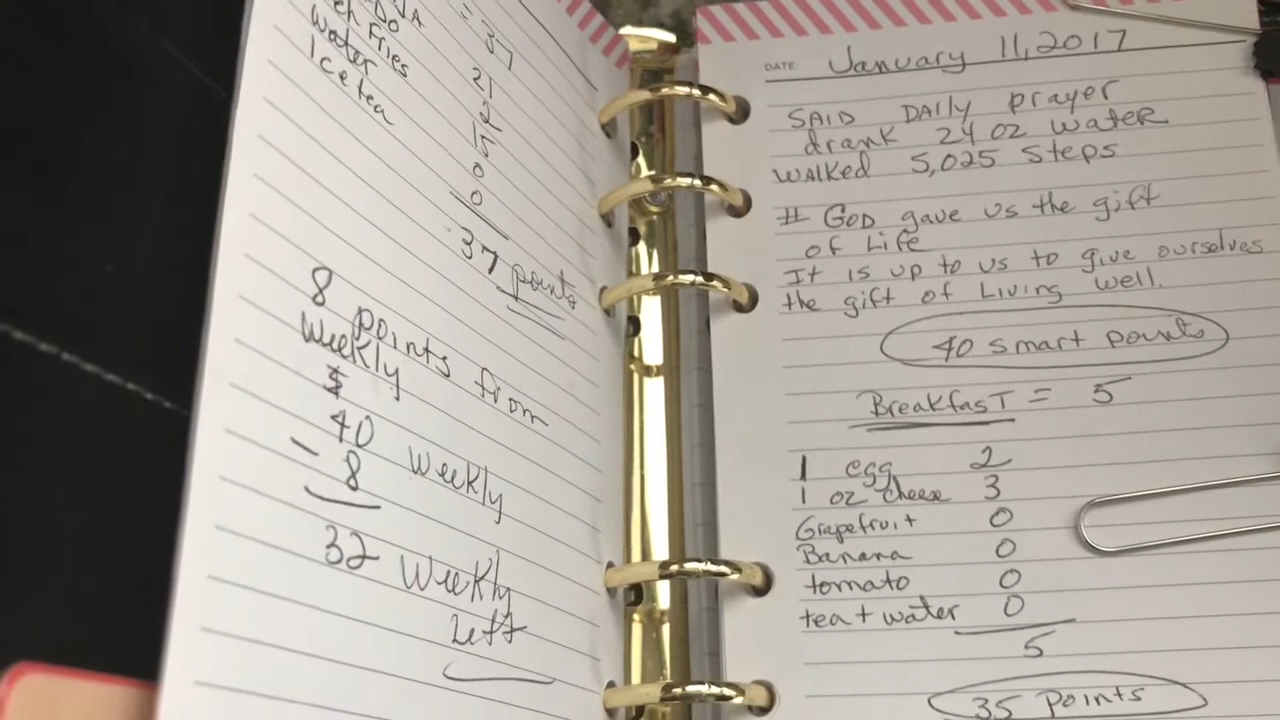 = 37
Fries 21
water 2
Ice tea 15
0
0
37 points
8 points from
weekly
40 weekly
- 8
32 weekly
Left
DATE: January 11, 2017
SAID DAILY prayer
drank 24 oz water
walked 5,025 steps
# GOD gave us the gift
of Life
It is up to us to give ourselves
the gift of Living well.
40 smart points
BreakfasT = 5
1 egg 2
1 oz cheese 3
Grapefruit 0
Banana 0
tomato 0
tea + water 0
5
35 points